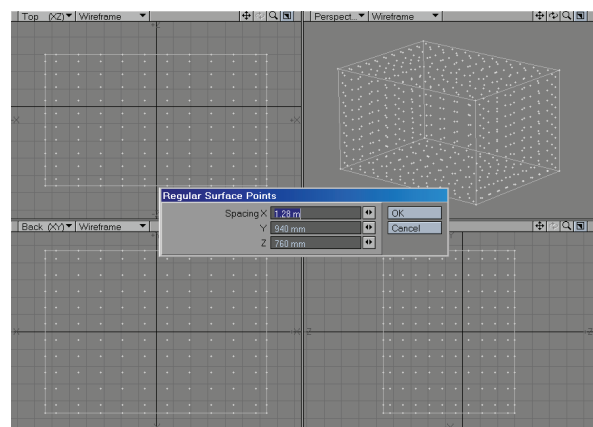 Top (XZ) Wireframe
Perspect.. Wireframe
-X
+X
Regular Surface Points
Spacing X 1.28 m OK
Y 940 mm Cancel
Z 760 mm
Back (XY) Wireframe